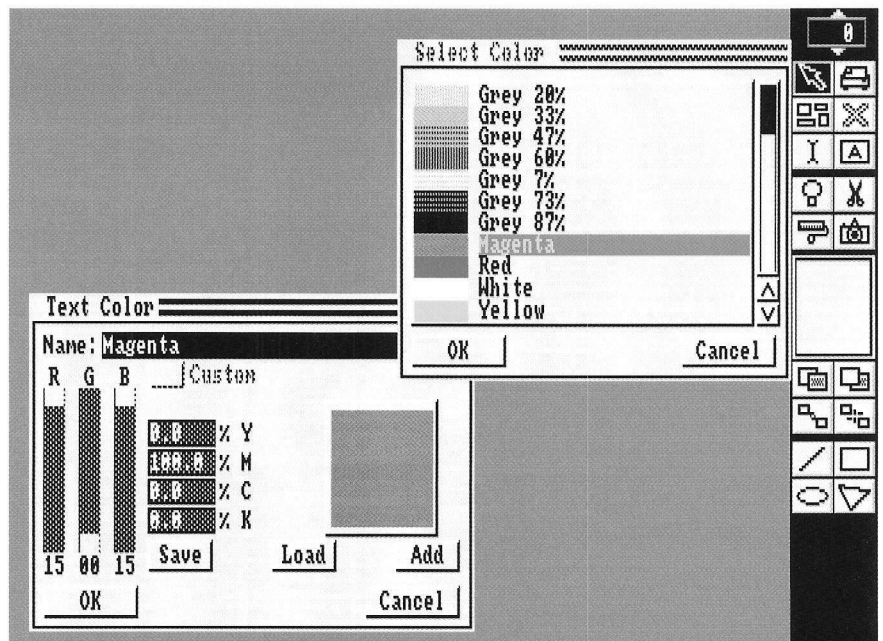 0
Select Color
Grey 20%
Grey 33%
Grey 47%
Grey 60%
Grey 7%
Grey 73%
Grey 87%
Magenta
Red
White
Yellow
OK Cancel
A
Text Color
Name: Magenta
R G B Custom
0.0 % Y
100.0 % M
0.0 % C
0.0 % K
15 00 15
Save Load Add
OK Cancel